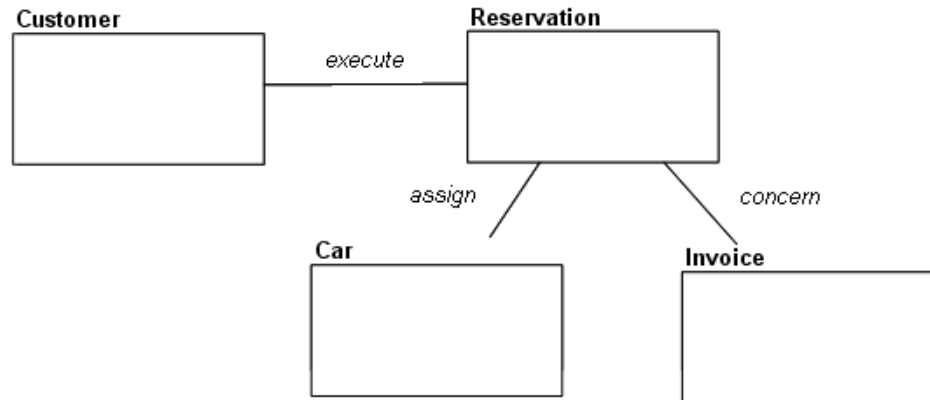 Customer
Reservation
execute
assign
concern
Car
Invoice